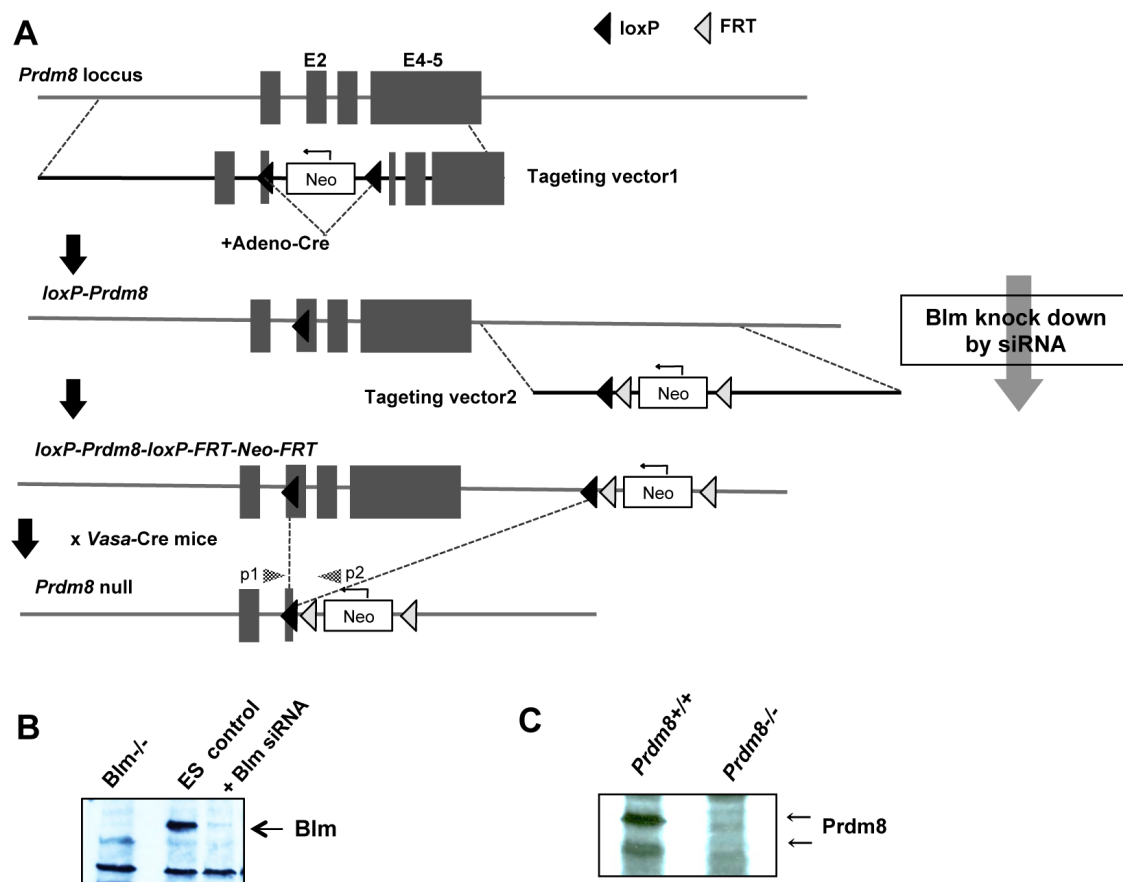 A
loxP
FRT
E2
E4-5
Prdm8 loccus
Neo
Tageting vector1
+Adeno-Cre
loxP-Prdm8
Blm knock down
by siRNA
Tageting vector2
Neo
loxP-Prdm8-loxP-FRT-Neo-FRT
Neo
x Vasa-Cre mice
p1
p2
Prdm8 null
Neo
B
Blm-/-
ES control
+ Blm siRNA
Blm
C
Prdm8+/+
Prdm8-/-
Prdm8